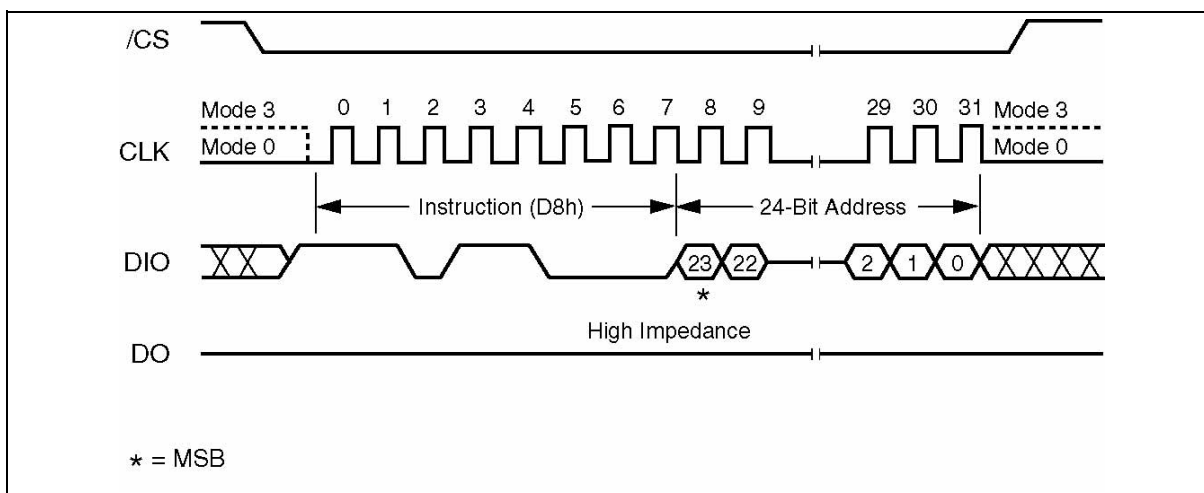 /CS
Mode 3
0 1 2 3 4 5 6 7 8 9 29 30 31
Mode 3
CLK
Mode 0
Mode 0
Instruction (D8h)
24-Bit Address
DIO
23 22 2 1 0
*
High Impedance
DO
* = MSB